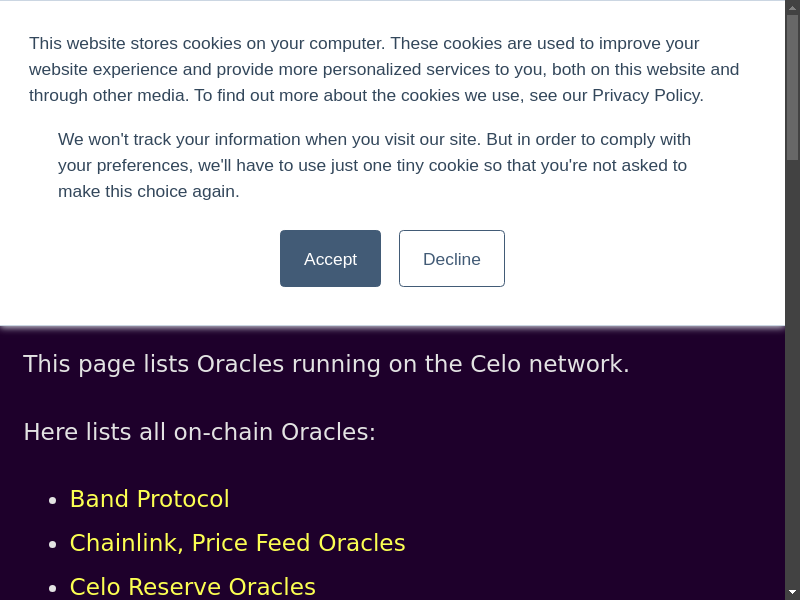 This website stores cookies on your computer. These cookies are used to improve your
website experience and provide more personalized services to you, both on this website and
through other media. To find out more about the cookies we use, see our Privacy Policy.
We won't track your information when you visit our site. But in order to comply with
your preferences, we'll have to use just one tiny cookie so that you're not asked to
make this choice again.
Accept
Decline
This page lists Oracles running on the Celo network.
Here lists all on-chain Oracles:
• Band Protocol
• Chainlink, Price Feed Oracles
• Celo Reserve Oracles